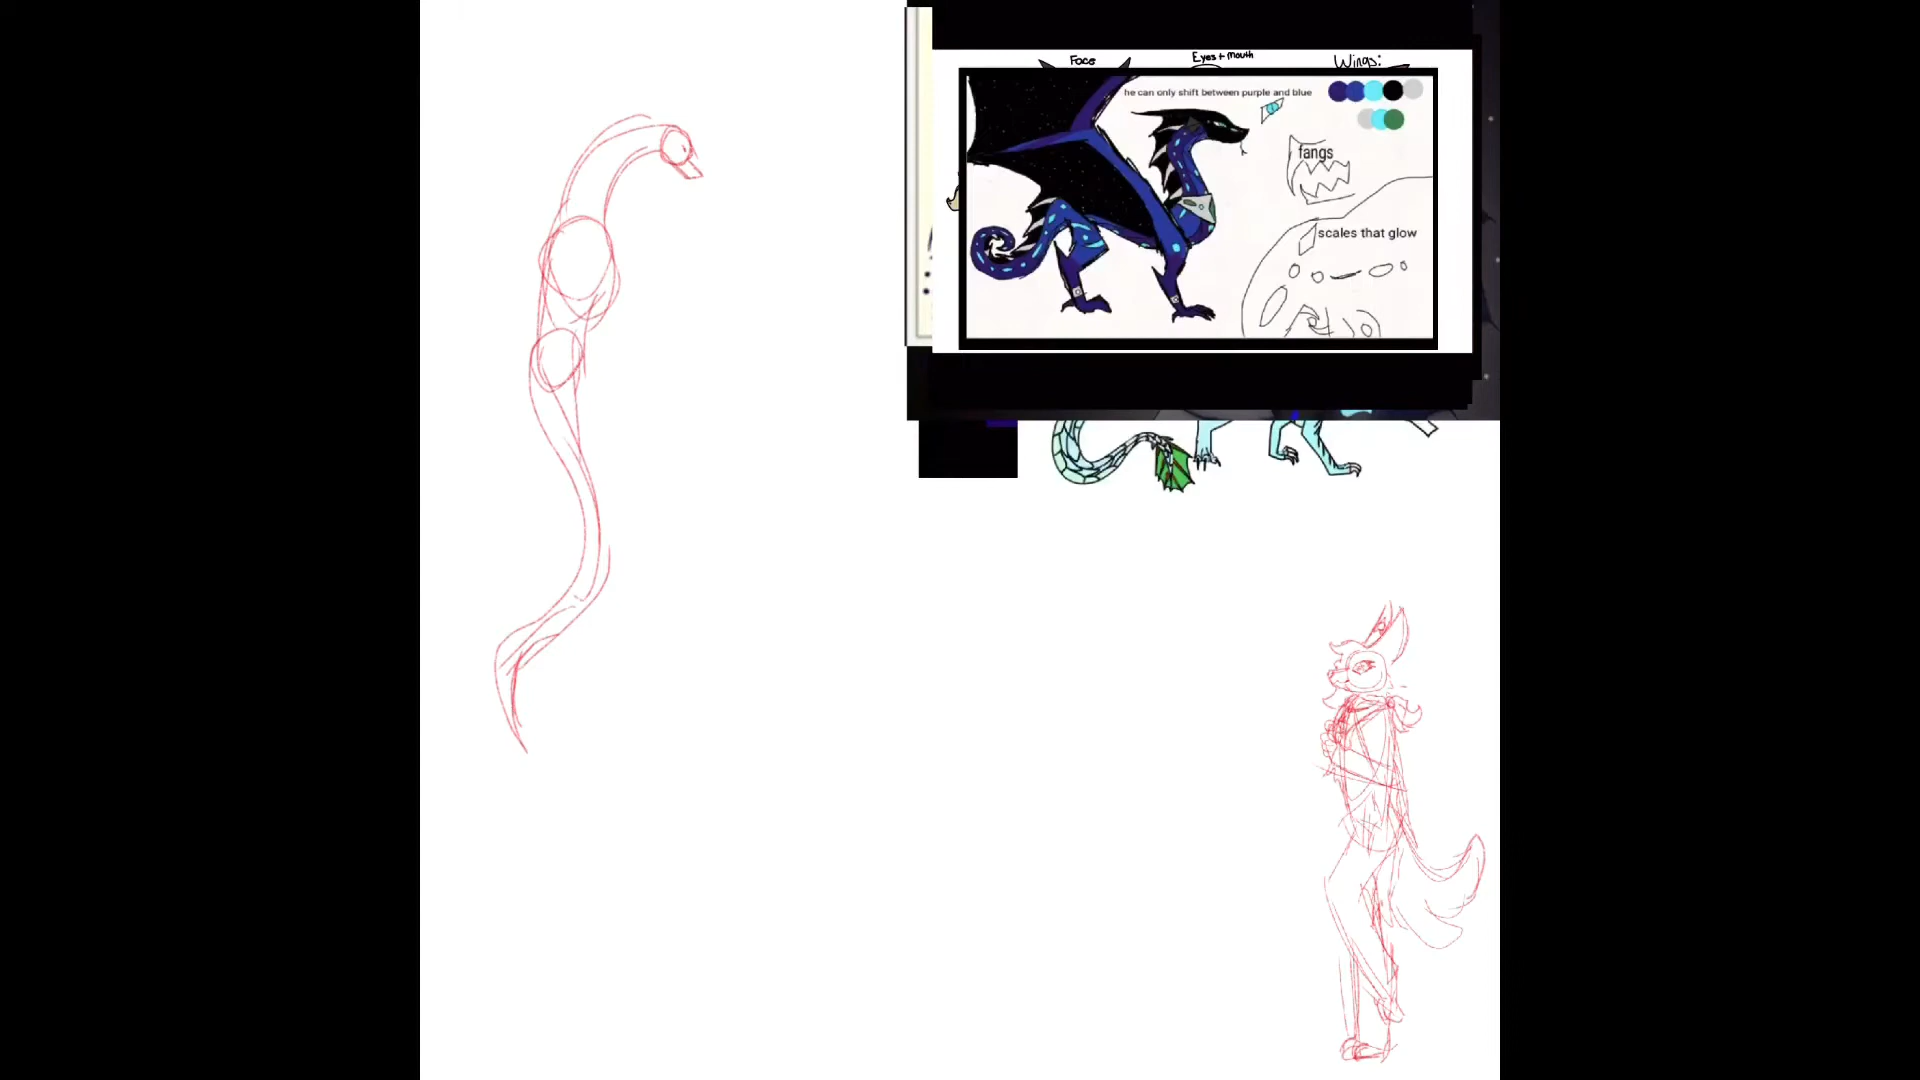 Face
Eyes + mouth
Wings:
he can only shift between purple and blue
fangs
scales that glow